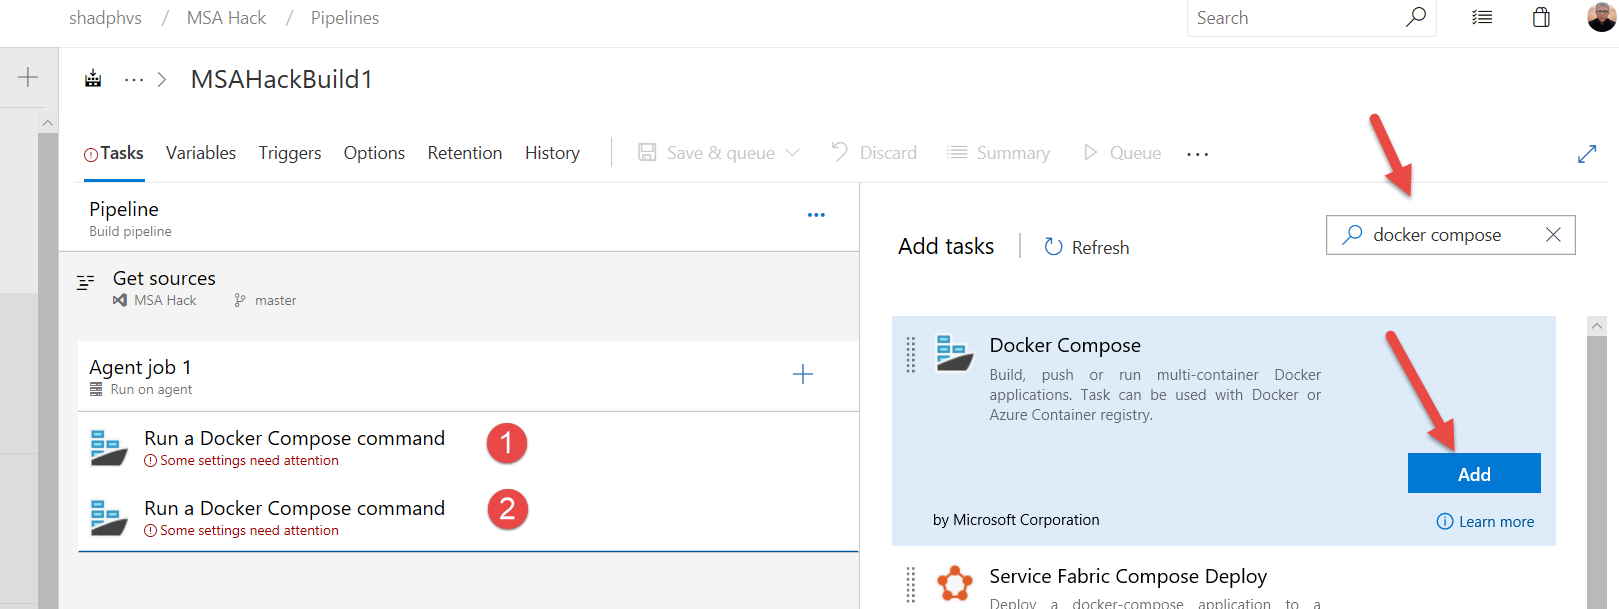 shadphvs / MSA Hack / Pipelines
Search
··· > MSAHackBuild1
Tasks Variables Triggers Options Retention History Save & queue Discard Summary Queue ···
Pipeline
Build pipeline
Get sources
MSA Hack master
Agent job 1
Run on agent
Run a Docker Compose command 1
Some settings need attention
Run a Docker Compose command 2
Some settings need attention
Add tasks Refresh
docker compose
Docker Compose
Build, push or run multi-container Docker
applications. Task can be used with Docker or
Azure Container registry.
Add
by Microsoft Corporation
Learn more
Service Fabric Compose Deploy
Deploy a docker-compose application to a